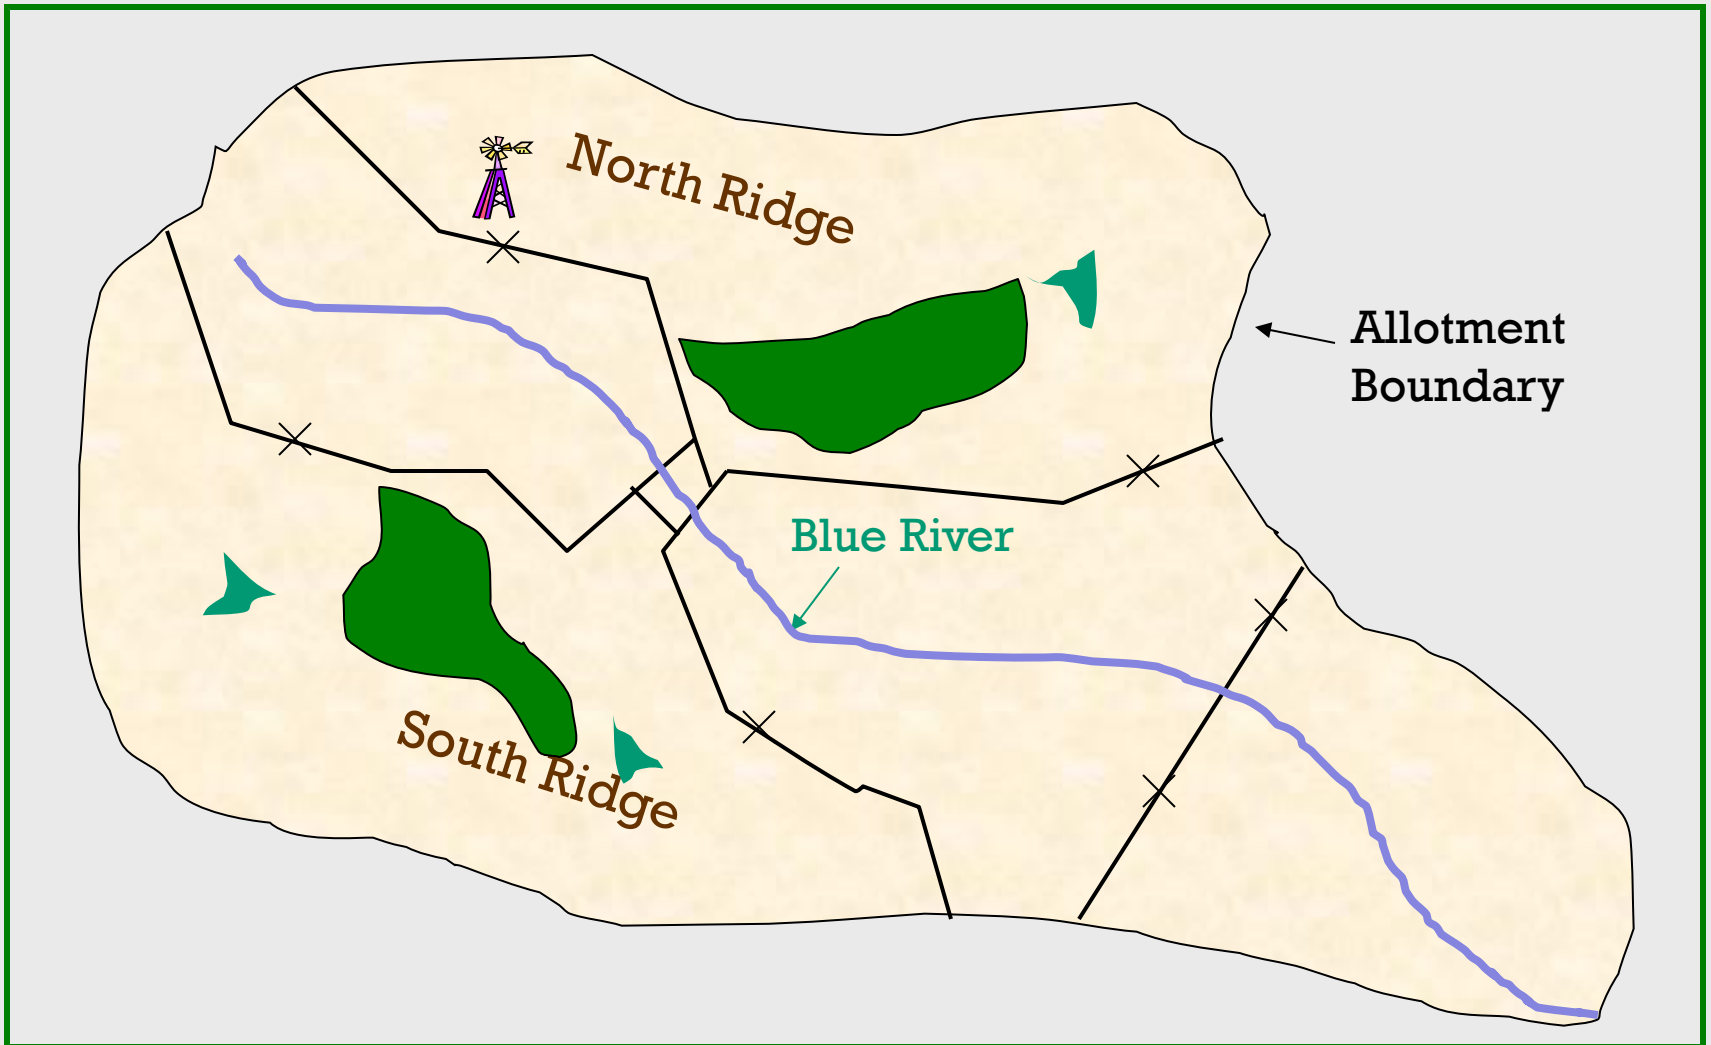 North Ridge
Allotment
Boundary
Blue River
South Ridge